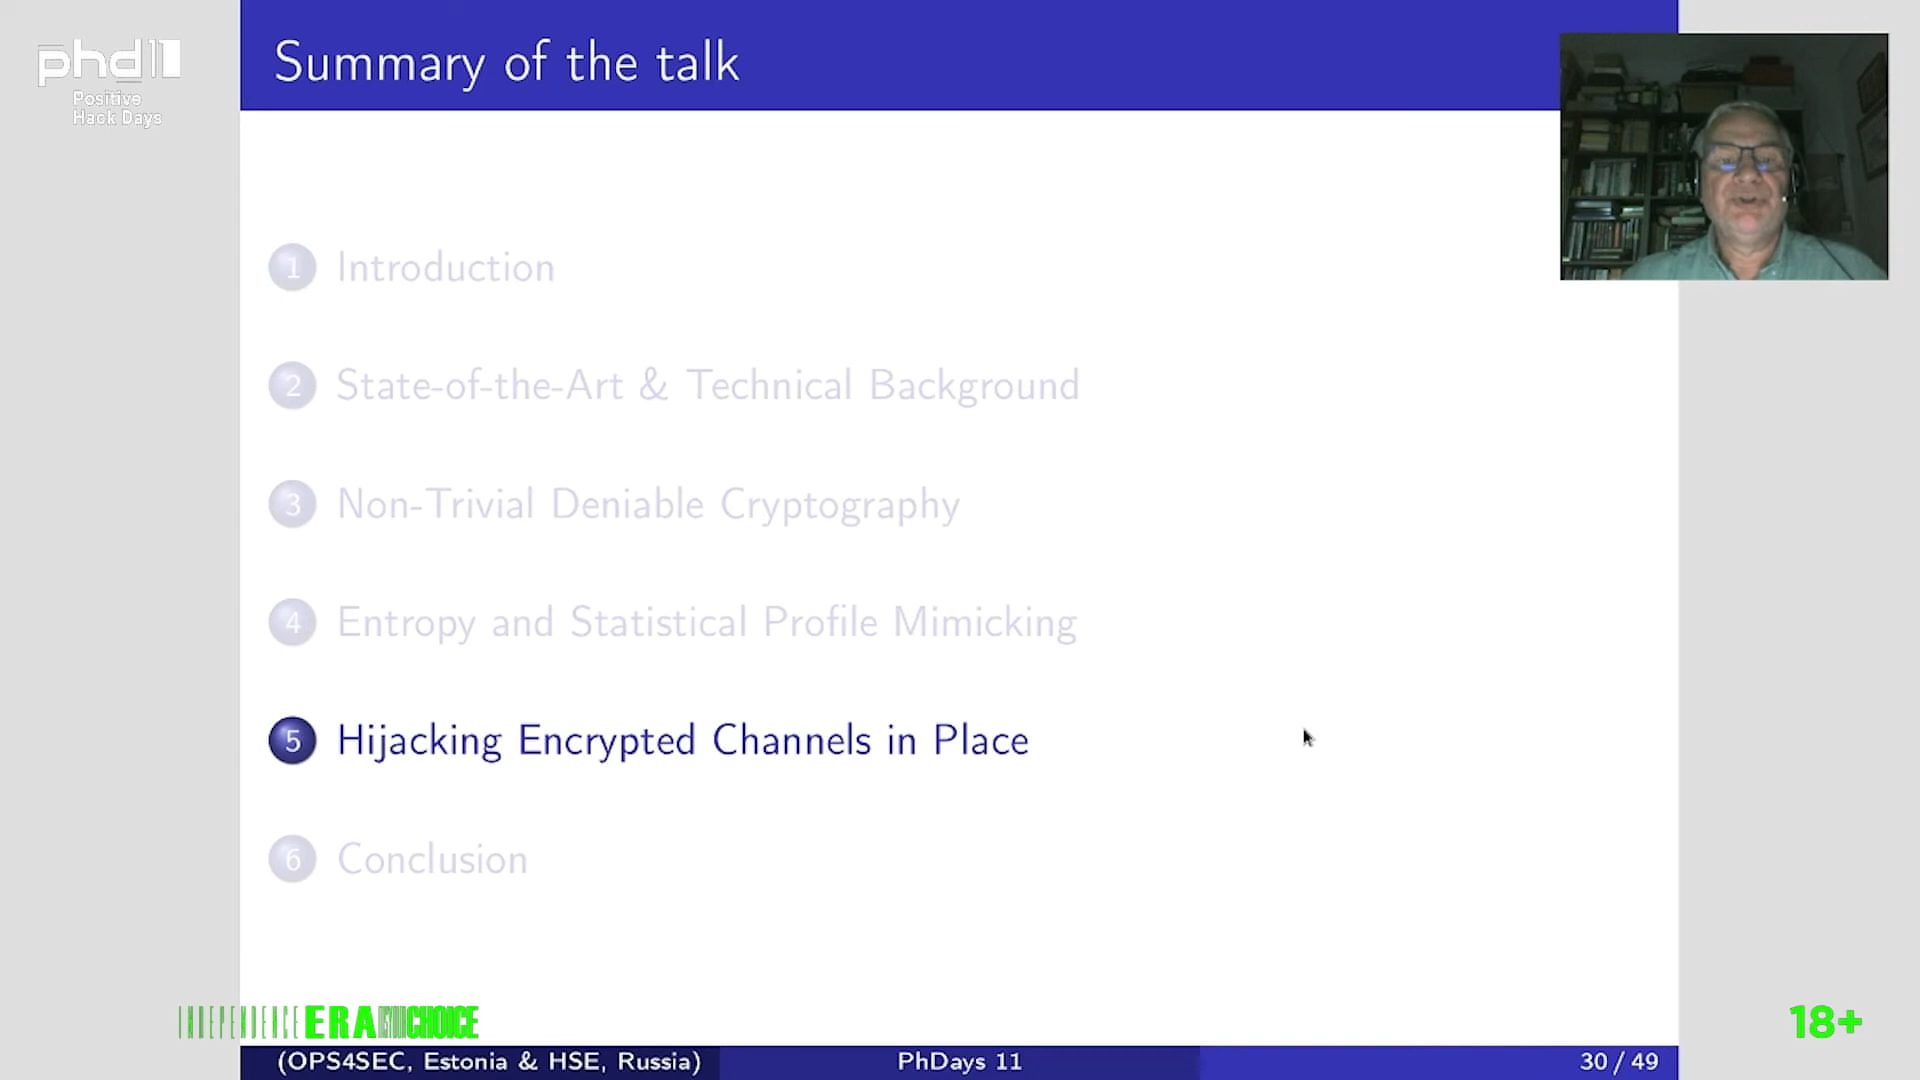 phd11
Positive
Hack Days
Summary of the talk
1 Introduction
2 State-of-the-Art & Technical Background
3 Non-Trivial Deniable Cryptography
4 Entropy and Statistical Profile Mimicking
5 Hijacking Encrypted Channels in Place
6 Conclusion
INDEPENDENCE ERA CHOICE
18+
(OPS4SEC, Estonia & HSE, Russia)
PhDays 11
30 / 49